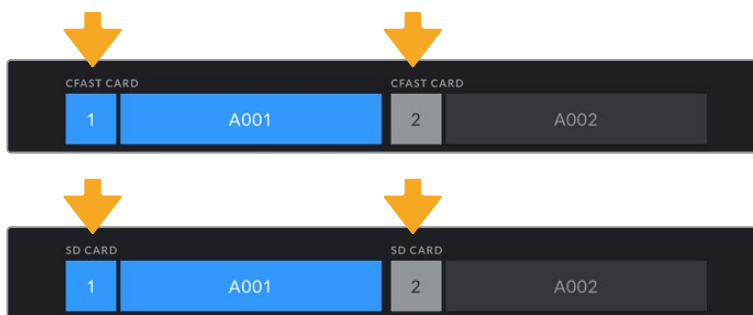 CFAST CARD CFAST CARD
1 A001 2 A002
SD CARD SD CARD
1 A001 2 A002